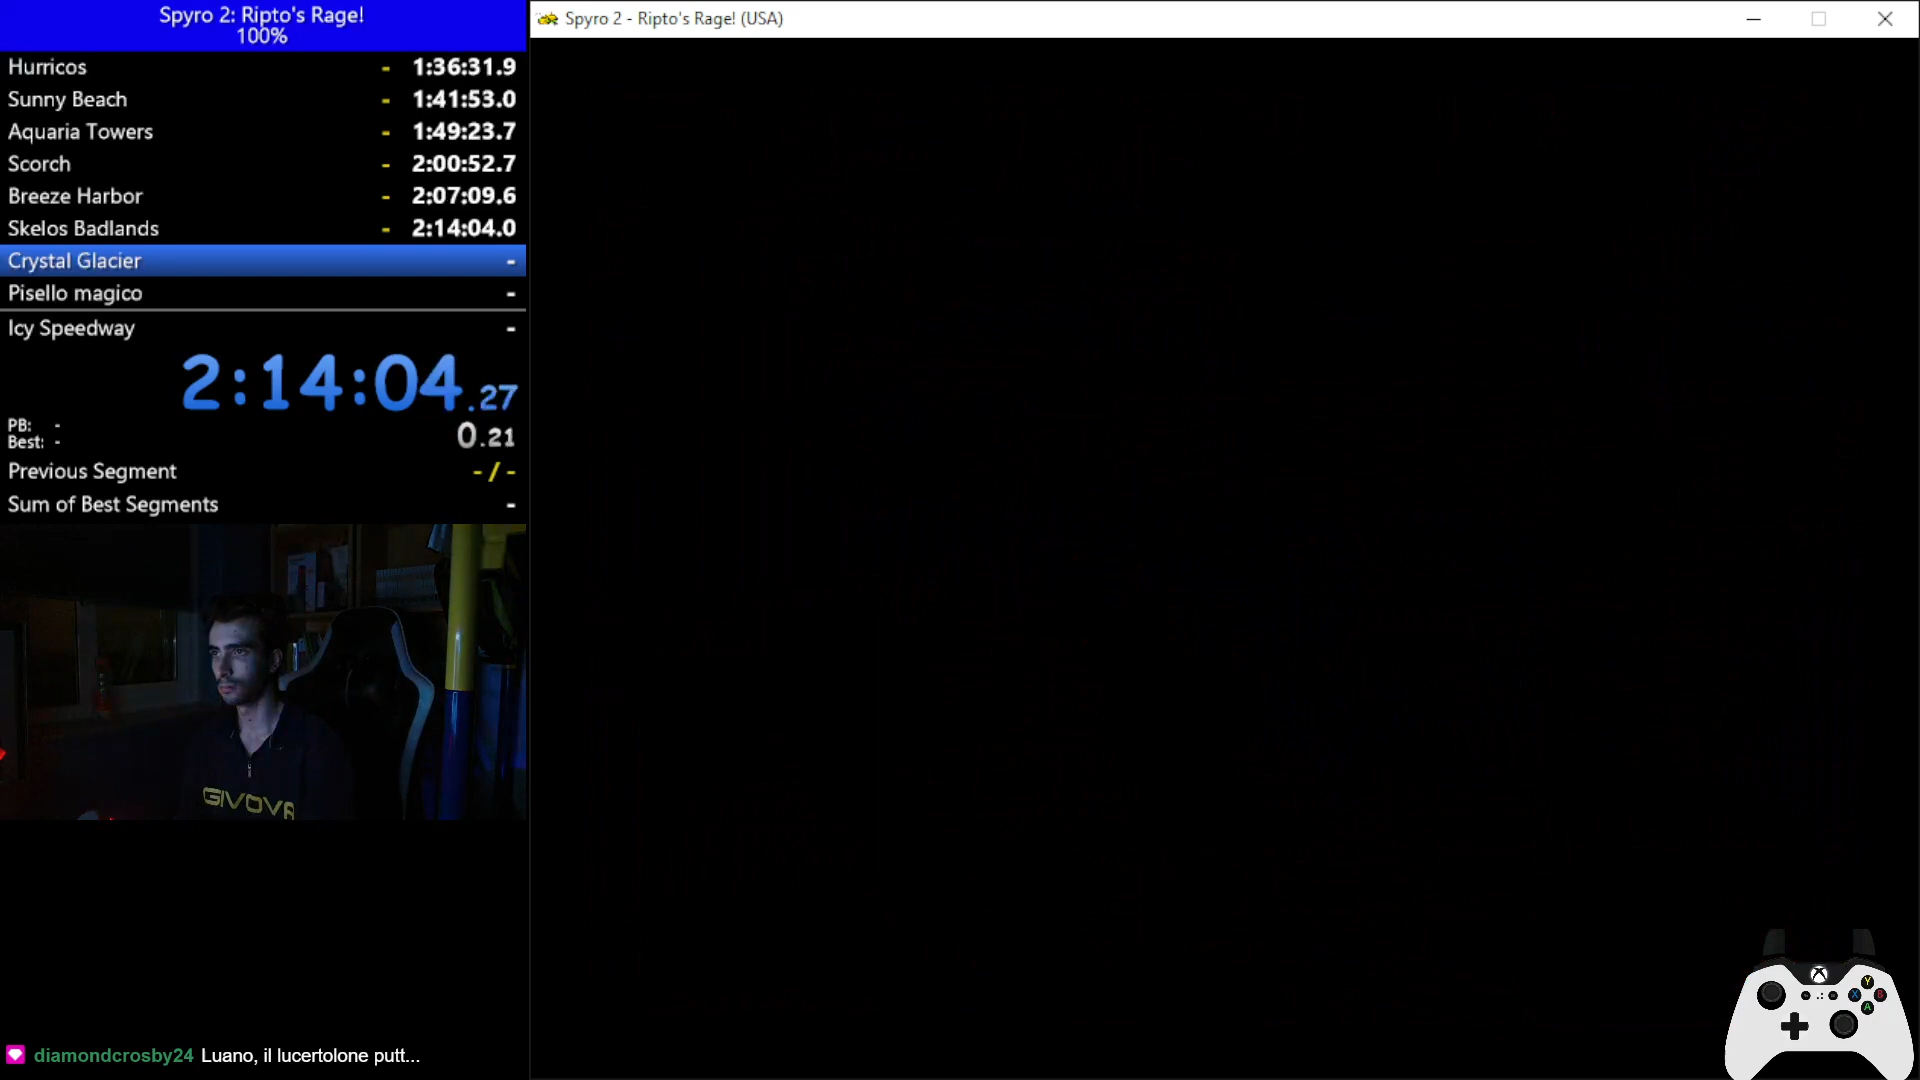 Spyro 2: Ripto's Rage!
100%
Hurricos - 1:36:31.9
Sunny Beach - 1:41:53.0
Aquaria Towers - 1:49:23.7
Scorch - 2:00:52.7
Breeze Harbor - 2:07:09.6
Skelos Badlands - 2:14:04.0
Crystal Glacier -
Pisello magico -
Icy Speedway -
2:14:04.27
PB: -
Best: -
0.21
Previous Segment - / -
Sum of Best Segments -
GIVOVA
diamondcrosby24 Luano, il lucertolone putt...
Spyro 2 - Ripto's Rage! (USA)
Y
X B
A